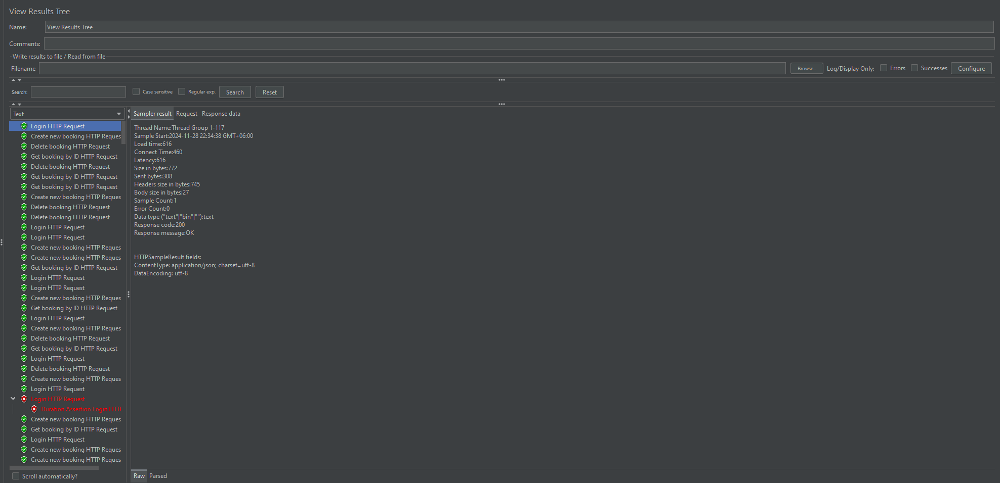 View Results Tree
Name: View Results Tree
Comments:
Write results to file / Read from file
Filename Browse... Log/Display Only: Errors Successes Configure
Search: Case sensitive Regular exp. Search Reset
Text
Login HTTP Request
Create new booking HTTP Reques
Delete booking HTTP Request
Get booking by ID HTTP Request
Delete booking HTTP Request
Get booking by ID HTTP Request
Get booking by ID HTTP Request
Create new booking HTTP Reques
Delete booking HTTP Request
Delete booking HTTP Request
Login HTTP Request
Login HTTP Request
Create new booking HTTP Reques
Create new booking HTTP Reques
Get booking by ID HTTP Request
Login HTTP Request
Login HTTP Request
Create new booking HTTP Reques
Get booking by ID HTTP Request
Login HTTP Request
Create new booking HTTP Reques
Delete booking HTTP Request
Get booking by ID HTTP Request
Login HTTP Request
Delete booking HTTP Request
Create new booking HTTP Reques
Login HTTP Request
Login HTTP Request
Duration Assertion Login HTT
Create new booking HTTP Reques
Get booking by ID HTTP Request
Login HTTP Request
Create new booking HTTP Reques
Create new booking HTTP Reques
Scroll automatically?
Sampler result Request Response data
Thread Name:Thread Group 1-117
Sample Start:2024-11-28 22:34:38 GMT+06:00
Load time:616
Connect Time:460
Latency:616
Size in bytes:772
Sent bytes:308
Headers size in bytes:745
Body size in bytes:27
Sample Count:1
Error Count:0
Data type ("text"|"bin"|""):text
Response code:200
Response message:OK
HTTPSampleResult fields:
ContentType: application/json; charset=utf-8
DataEncoding: utf-8
Raw Parsed